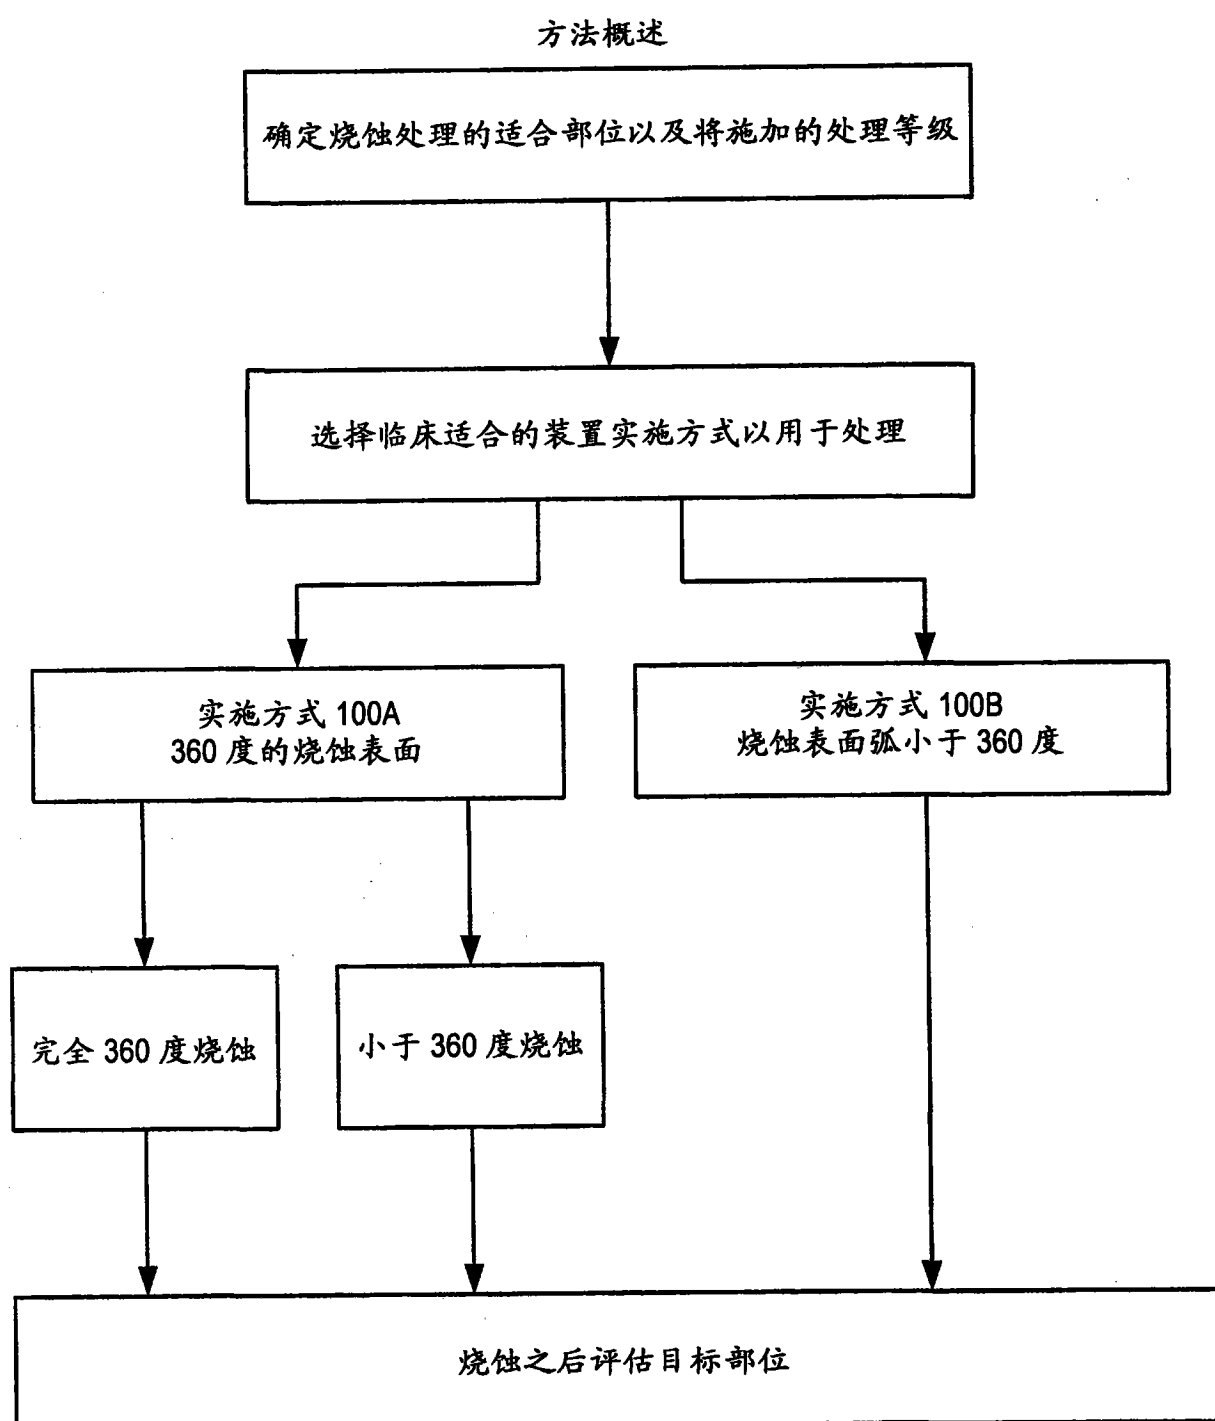 方法概述
确定烧蚀处理的适合部位以及将施加的处理等级
选择临床适合的装置实施方式以用于处理
实施方式 100A
360 度的烧蚀表面
实施方式 100B
烧蚀表面弧小于 360 度
完全 360 度烧蚀
小于 360 度烧蚀
烧蚀之后评估目标部位